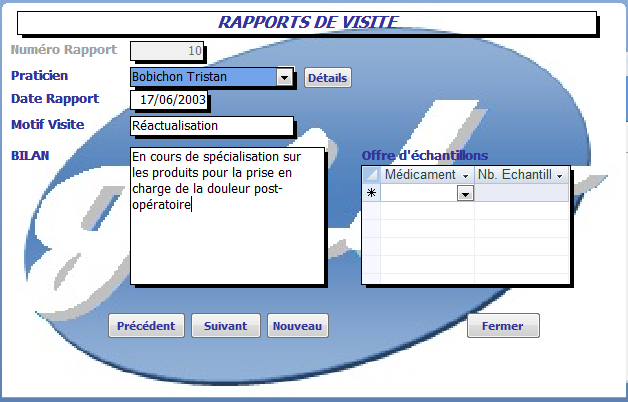 RAPPORTS DE VISITE
Numéro Rapport 10
Praticien Bobichon Tristan Détails
Date Rapport 17/06/2003
Motif Visite Réactualisation
BILAN
En cours de spécialisation sur
les produits pour la prise en
charge de la douleur post-
opératoire
Offre d'échantillons
Médicament Nb. Echantill
Précédent Suivant Nouveau Fermer